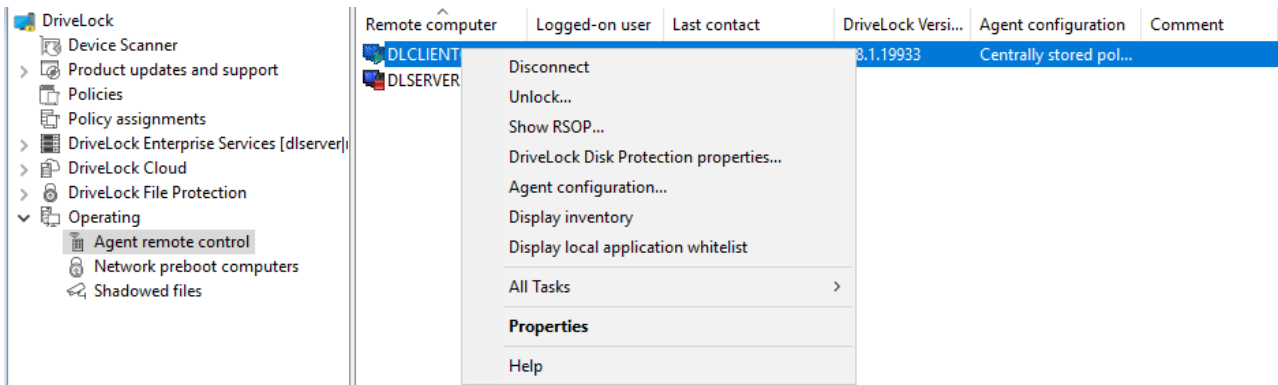 DriveLock
Device Scanner
Product updates and support
Policies
Policy assignments
DriveLock Enterprise Services [dlserver|
DriveLock Cloud
DriveLock File Protection
Operating
Agent remote control
Network preboot computers
Shadowed files
Remote computer Logged-on user Last contact DriveLock Versi... Agent configuration Comment
DLCLIENT 8.1.19933 Centrally stored pol...
DLSERVER
Disconnect
Unlock...
Show RSOP...
DriveLock Disk Protection properties...
Agent configuration...
Display inventory
Display local application whitelist
All Tasks
Properties
Help